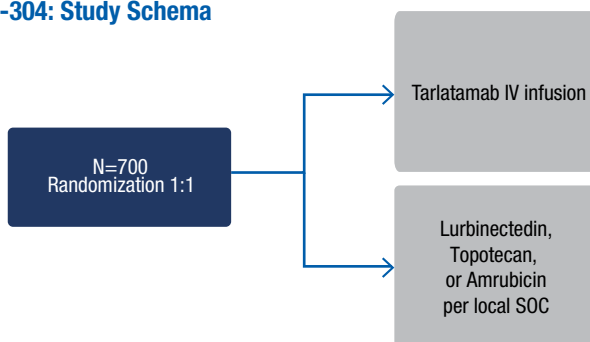 -304: Study Schema
N=700
Randomization 1:1
Tarlatamab IV infusion
Lurbinectedin,
Topotecan,
or Amrubicin
per local SOC